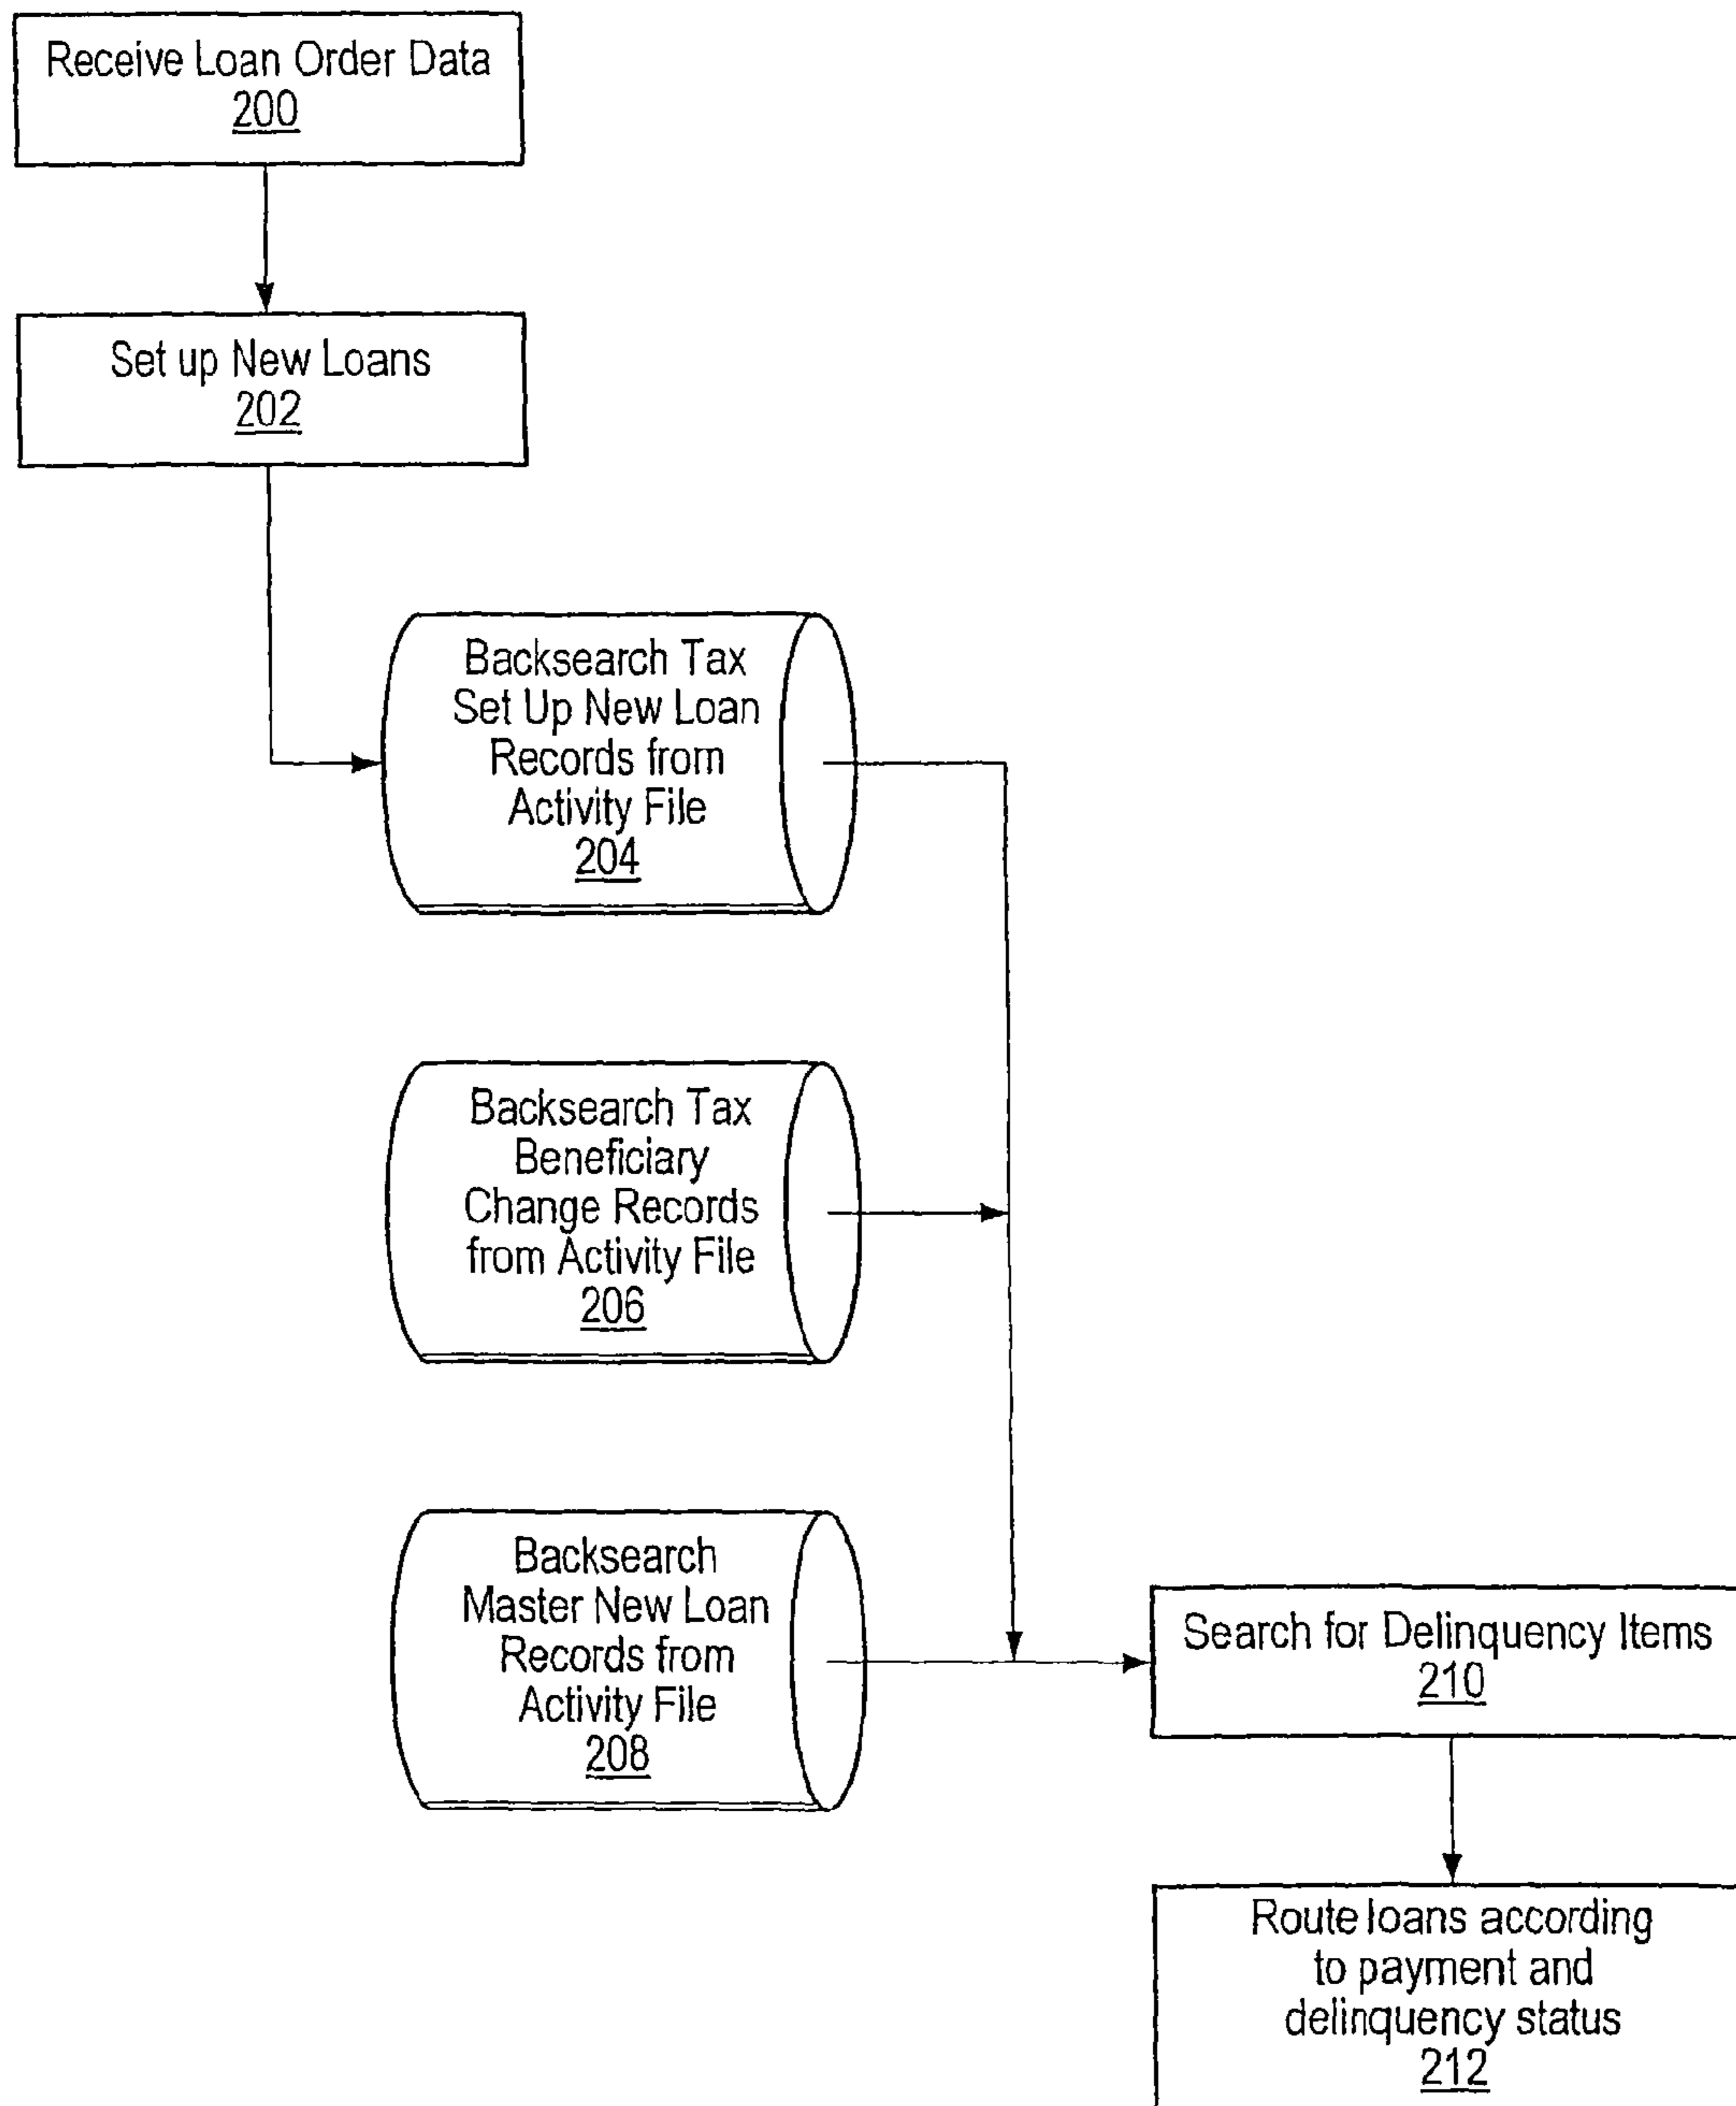 Receive Loan Order Data
200
Set up New Loans
202
Backsearch Tax
Set Up New Loan
Records from
Activity File
204
Backsearch Tax
Beneficiary
Change Records
from Activity File
206
Backsearch
Master New Loan
Records from
Activity File
208
Search for Delinquency Items
210
Route loans according
to payment and
delinquency status
212